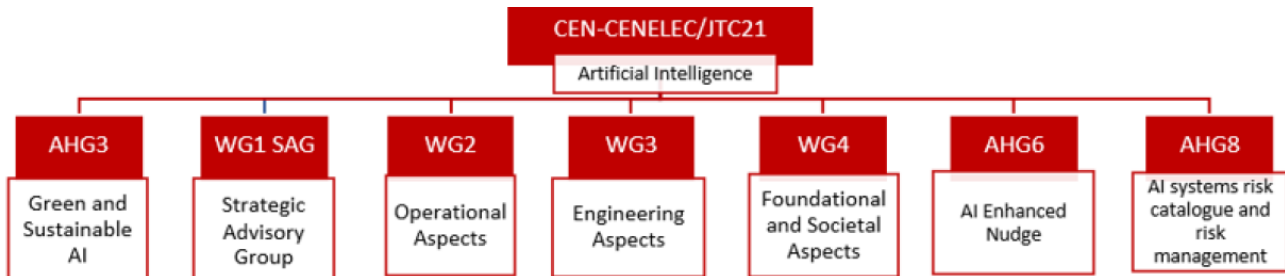 CEN-CENELEC/JTC21
Artificial Intelligence
AHG3
Green and
Sustainable
AI
WG1 SAG
Strategic
Advisory
Group
WG2
Operational
Aspects
WG3
Engineering
Aspects
WG4
Foundational
and Societal
Aspects
AHG6
AI Enhanced
Nudge
AHG8
AI systems risk
catalogue and
risk
management